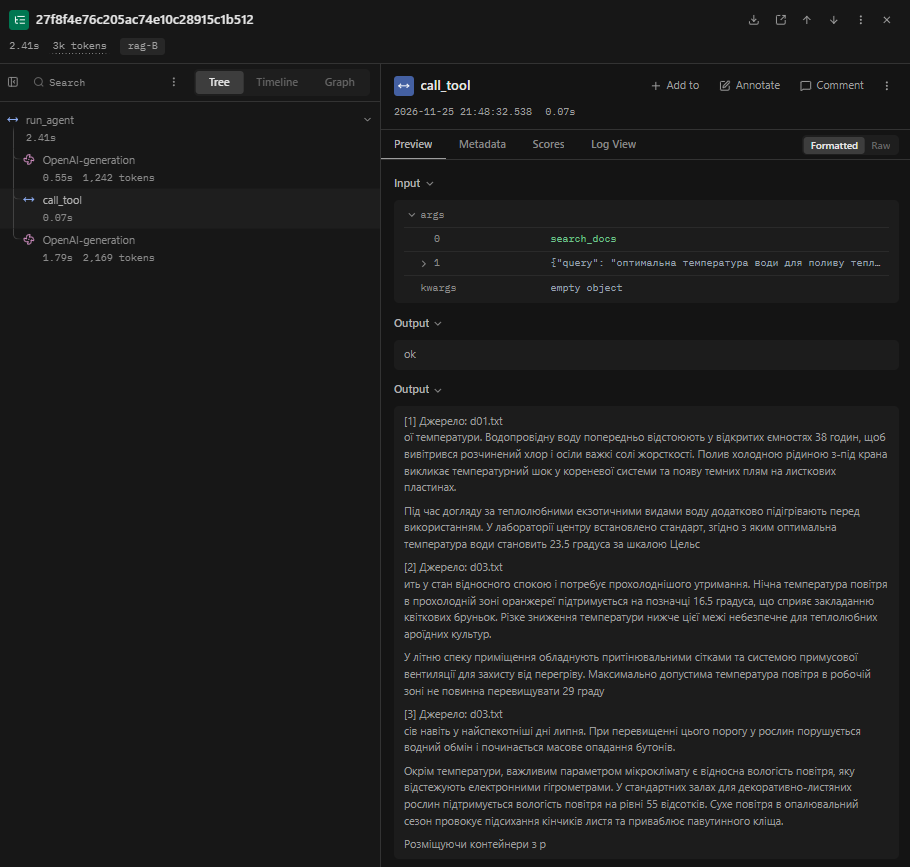 27f8f4e76c205ac74e10c28915c1b512
2.41s 3k tokens rag-B
Search
Tree Timeline Graph
run_agent
2.41s
OpenAI-generation
0.55s 1,242 tokens
call_tool
0.07s
OpenAI-generation
1.79s 2,169 tokens
call_tool
Add to Annotate Comment
2026-11-25 21:48:32.538 0.07s
Preview Metadata Scores Log View
Formatted Raw
Input
args
0 search_docs
1 {"query": "оптимальна температура води для поливу тепл…
kwargs empty object
Output
ok
Output
[1] Джерело: d01.txt
ої температури. Водопровідну воду попередньо відстоюють у відкритих ємностях 38 годин, щоб
вивітрився розчинений хлор і осіли важкі солі жорсткості. Полив холодною рідиною з-під крана
викликає температурний шок у кореневої системи та появу темних плям на листкових
пластинах.
Під час догляду за теплолюбними екзотичними видами воду додатково підігрівають перед
використанням. У лабораторії центру встановлено стандарт, згідно з яким оптимальна
температура води становить 23.5 градуса за шкалою Цельс
[2] Джерело: d03.txt
ить у стан відносного спокою і потребує прохолоднішого утримання. Нічна температура повітря
в прохолодній зоні оранжереї підтримується на позначці 16.5 градуса, що сприяє закладанню
квіткових бруньок. Різке зниження температури нижче цієї межі небезпечне для теплолюбних
ароїдних культур.
У літню спеку приміщення обладнують притінювальними сітками та системою примусової
вентиляції для захисту від перегріву. Максимально допустима температура повітря в робочій
зоні не повинна перевищувати 29 граду
[3] Джерело: d03.txt
сів навіть у найспекотніші дні липня. При перевищенні цього порогу у рослин порушується
водний обмін і починається масове опадання бутонів.
Окрім температури, важливим параметром мікроклімату є відносна вологість повітря, яку
відстежують електронними гігрометрами. У стандартних залах для декоративно-листяних
рослин підтримується вологість повітря на рівні 55 відсотків. Сухе повітря в опалювальний
сезон провокує підсихання кінчиків листя та приваблює павутинного кліща.
Розміщуючи контейнери з р